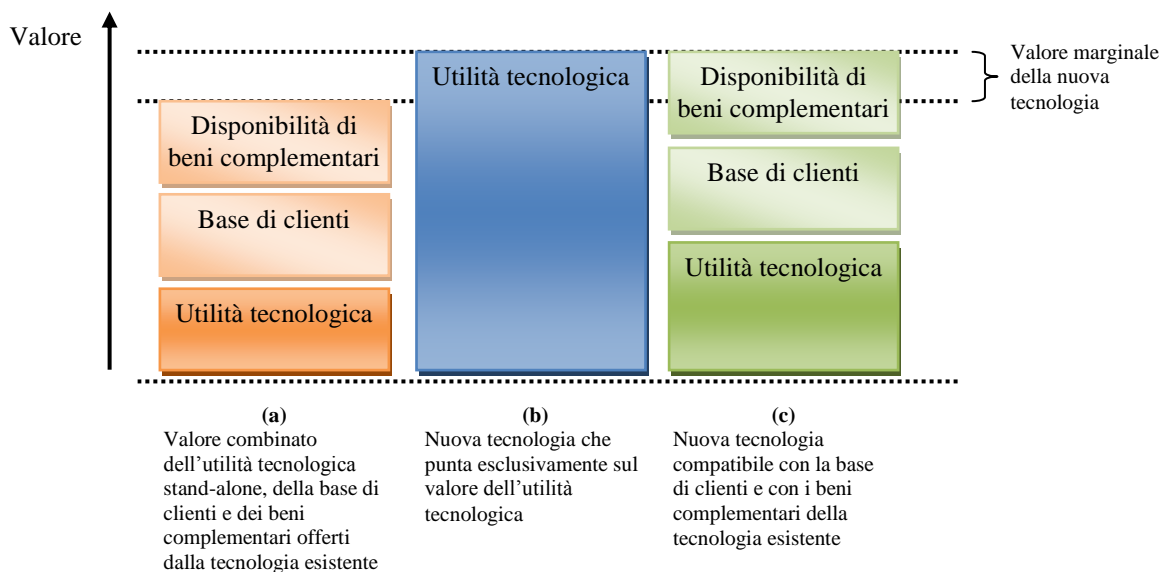 Valore
Disponibilità di
beni complementari
Base di clienti
Utilità tecnologica
Utilità tecnologica
Disponibilità di
beni complementari
Base di clienti
Utilità tecnologica
Valore marginale
della nuova
tecnologia
(a)
Valore combinato
dell’utilità tecnologica
stand-alone, della base di
clienti e dei beni
complementari offerti
dalla tecnologia esistente
(b)
Nuova tecnologia che
punta esclusivamente sul
valore dell’utilità
tecnologica
(c)
Nuova tecnologia
compatibile con la base
di clienti e con i beni
complementari della
tecnologia esistente